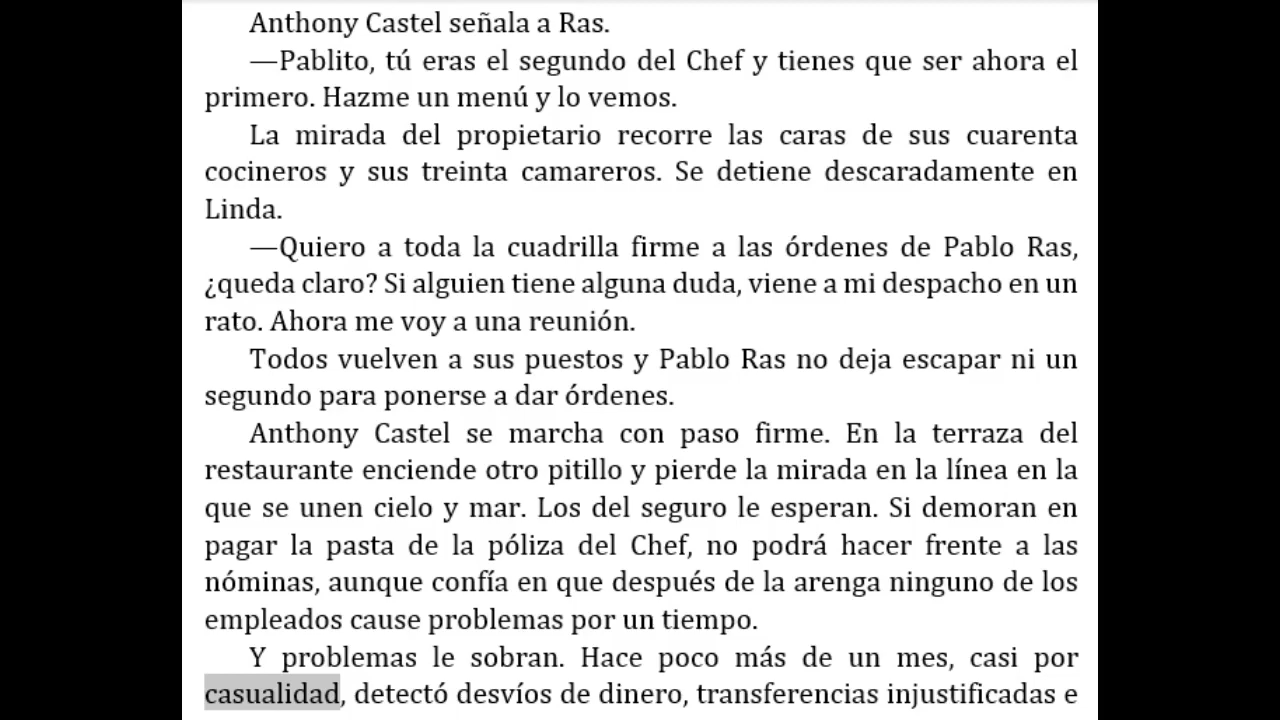 Anthony Castel señala a Ras.
—Pablito, tú eras el segundo del Chef y tienes que ser ahora el
primero. Hazme un menú y lo vemos.
La mirada del propietario recorre las caras de sus cuarenta
cocineros y sus treinta camareros. Se detiene descaradamente en
Linda.
—Quiero a toda la cuadrilla firme a las órdenes de Pablo Ras,
¿queda claro? Si alguien tiene alguna duda, viene a mi despacho en un
rato. Ahora me voy a una reunión.
Todos vuelven a sus puestos y Pablo Ras no deja escapar ni un
segundo para ponerse a dar órdenes.
Anthony Castel se marcha con paso firme. En la terraza del
restaurante enciende otro pitillo y pierde la mirada en la línea en la
que se unen cielo y mar. Los del seguro le esperan. Si demoran en
pagar la pasta de la póliza del Chef, no podrá hacer frente a las
nóminas, aunque confía en que después de la arenga ninguno de los
empleados cause problemas por un tiempo.
Y problemas le sobran. Hace poco más de un mes, casi por
casualidad, detectó desvíos de dinero, transferencias injustificadas e